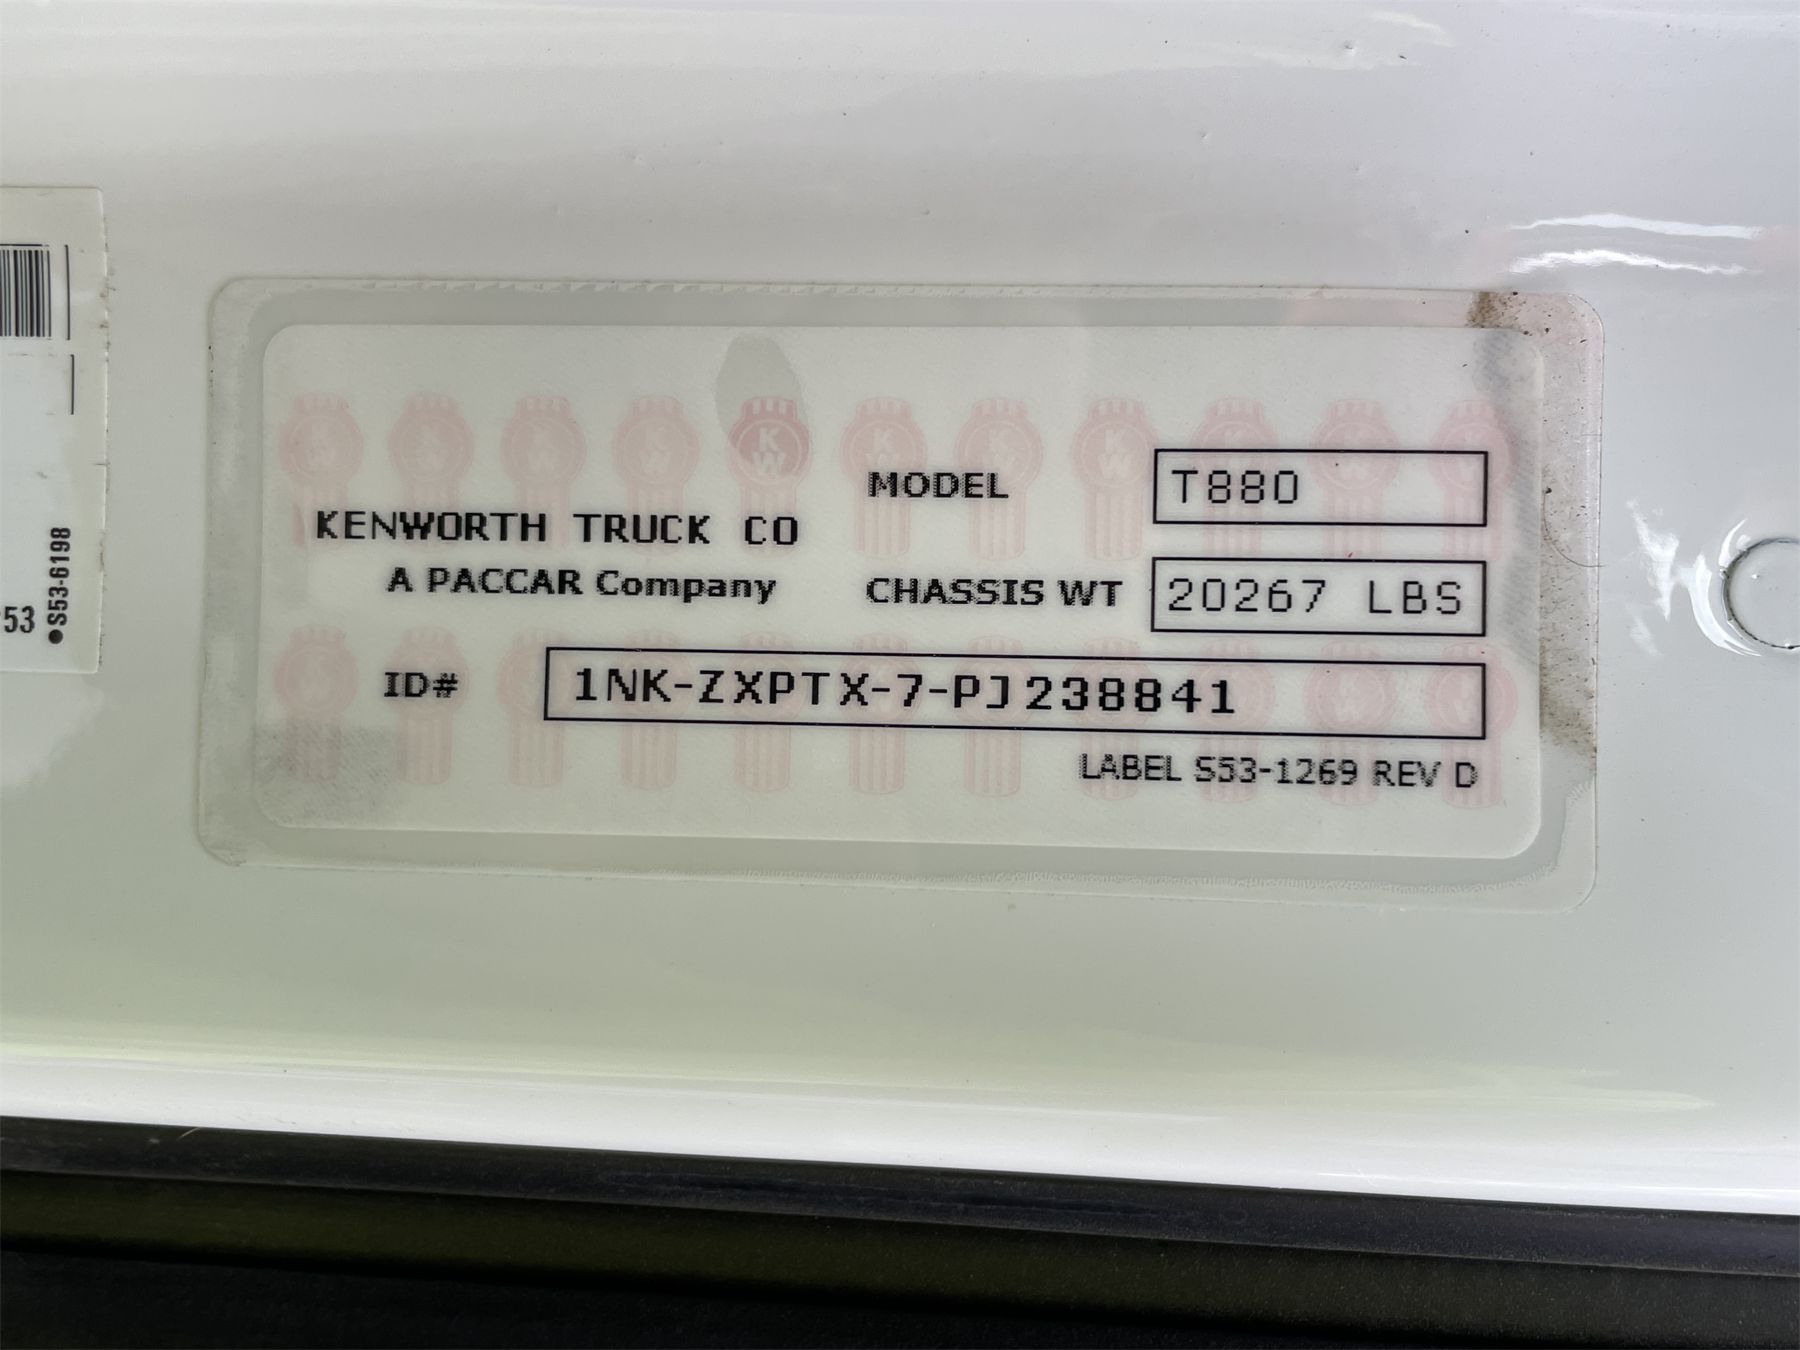 KENWORTH TRUCK CO
A PACCAR Company
MODEL T880
CHASSIS WT 20267 LBS
ID# 1NK-ZXPTX-7-PJ238841
LABEL S53-1269 REV D
53
●S53-6198